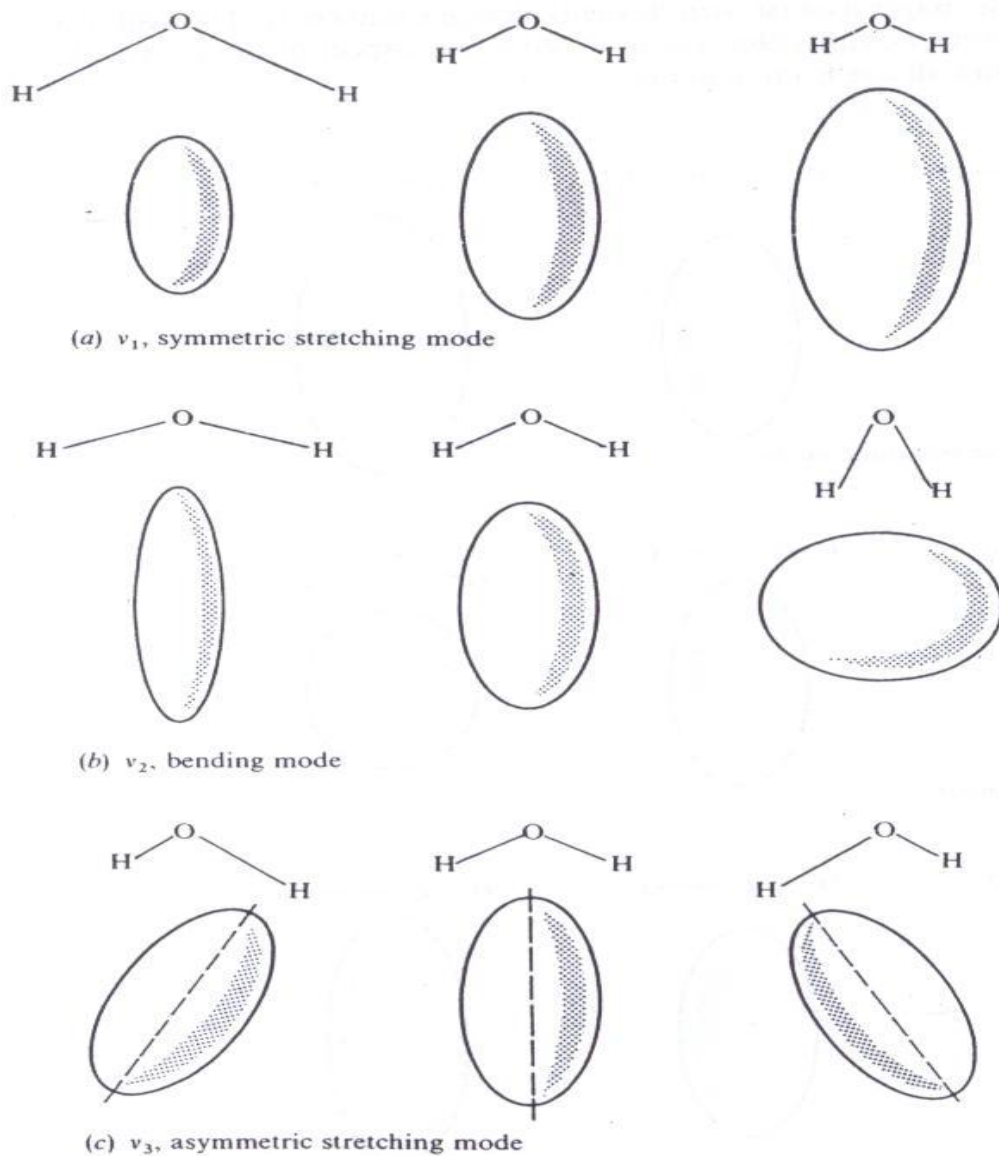 O O O
H H H H H H
(a) ν₁, symmetric stretching mode
O O O
H H H H H H
(b) ν₂, bending mode
O O O
H H H H H H
(c) ν₃, asymmetric stretching mode